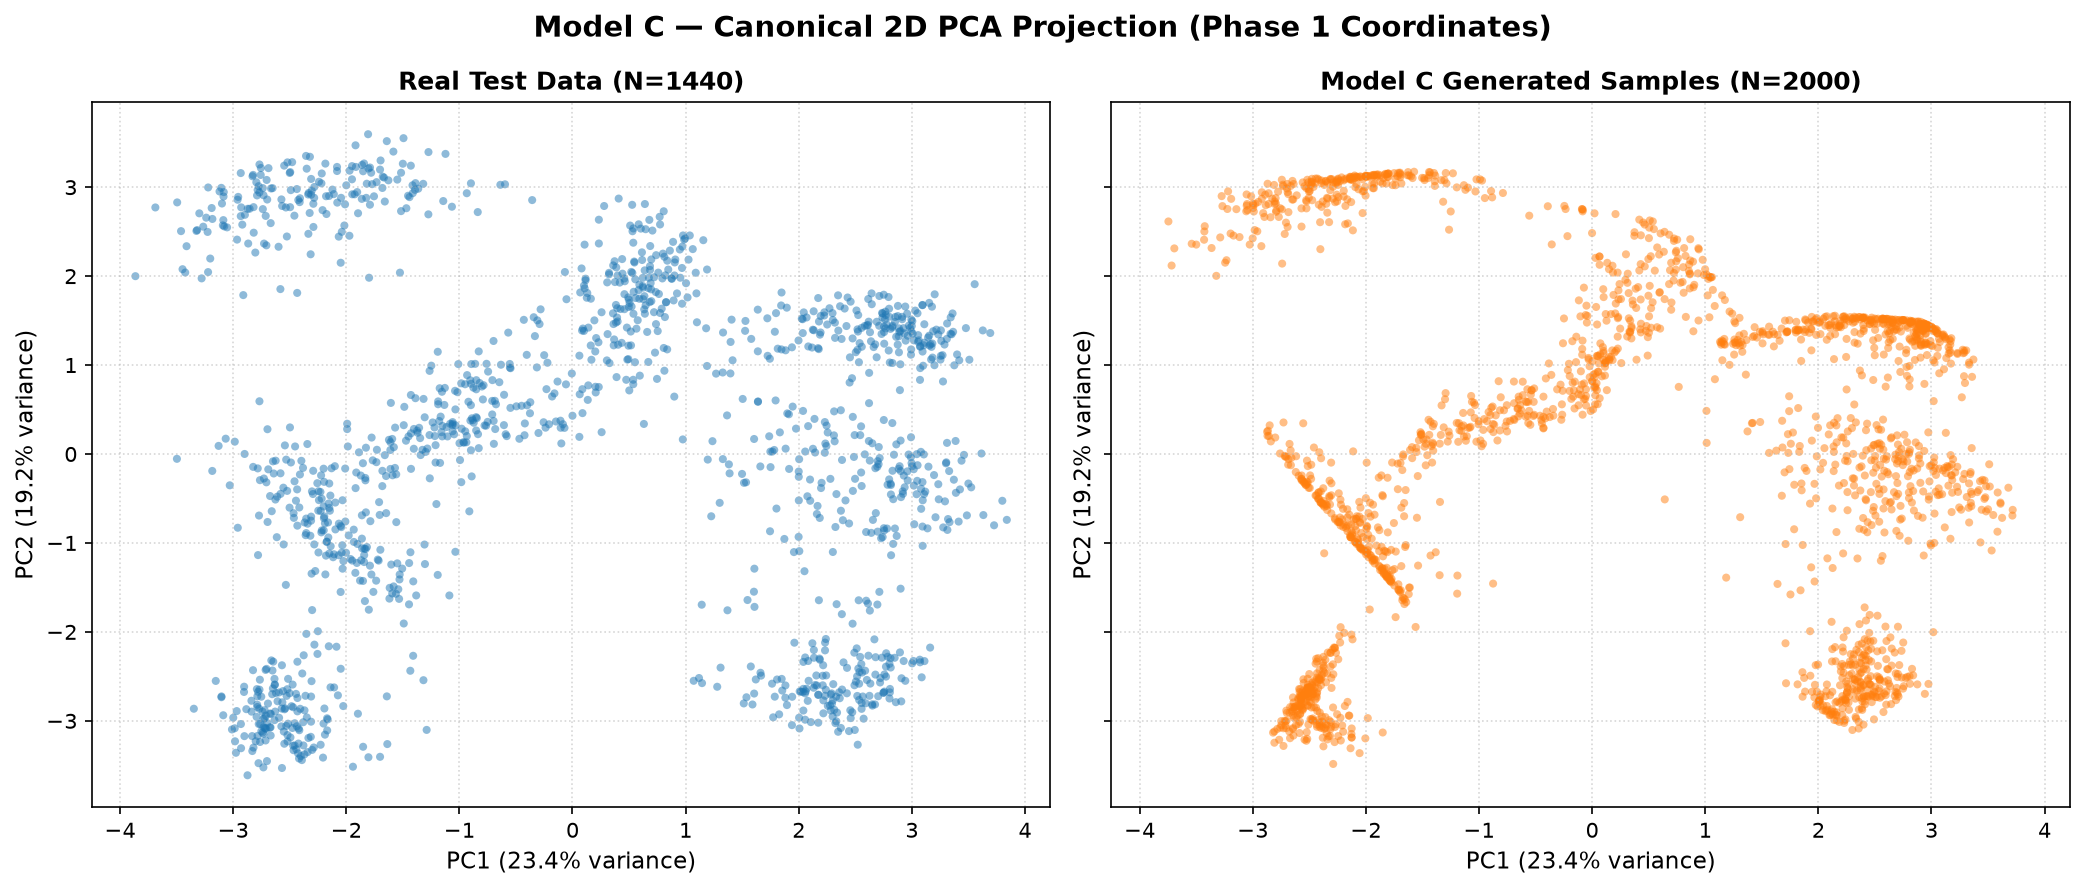 Model C — Canonical 2D PCA Projection (Phase 1 Coordinates)
Real Test Data (N=1440)
Model C Generated Samples (N=2000)
PC2 (19.2% variance)
3
2
1
0
−1
−2
−3
−4 −3 −2 −1 0 1 2 3 4
PC1 (23.4% variance)
PC2 (19.2% variance)
−4 −3 −2 −1 0 1 2 3 4
PC1 (23.4% variance)